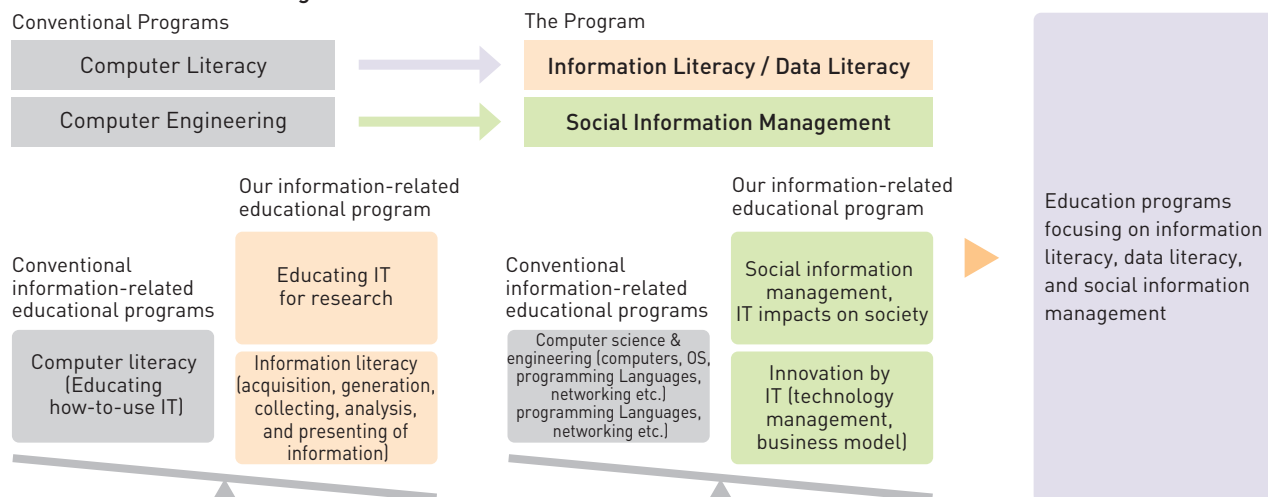 Conventional Programs
The Program
Computer Literacy
Information Literacy / Data Literacy
Computer Engineering
Social Information Management
Our information-related
educational program
Conventional
information-related
educational programs
Educating IT
for research
Computer literacy
(Educating
how-to-use IT)
Information literacy
(acquisition, generation,
collecting, analysis,
and presenting of
information)
Our information-related
educational program
Conventional
information-related
educational programs
Social information
management,
IT impacts on society
Computer science &
engineering (computers, OS,
programming Languages,
networking etc.)
programming Languages,
networking etc.)
Innovation by
IT (technology
management,
business model)
Education programs
focusing on information
literacy, data literacy,
and social information
management